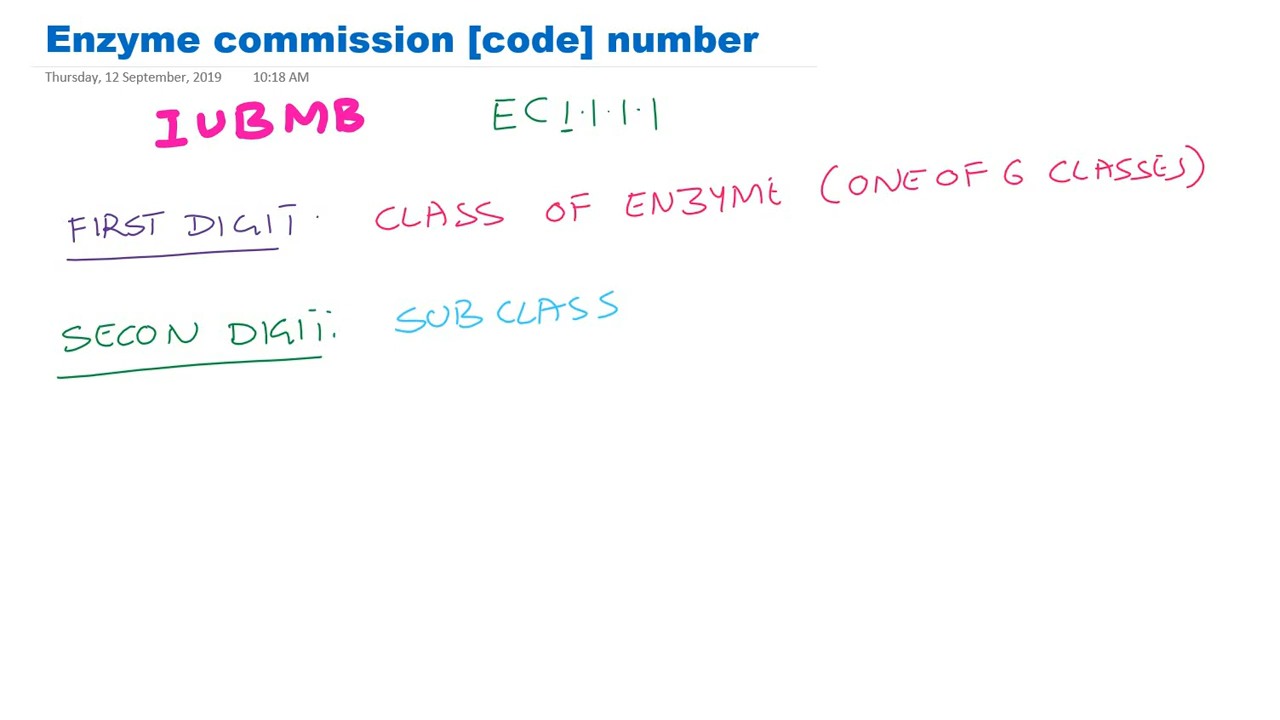 Enzyme commission [code] number
Thursday, 12 September, 2019 10:18 AM
IUBMB EC 1.1.1.1
FIRST DIGIT: CLASS OF ENZYME (ONE OF 6 CLASSES)
SECON DIGIT: SUB CLASS